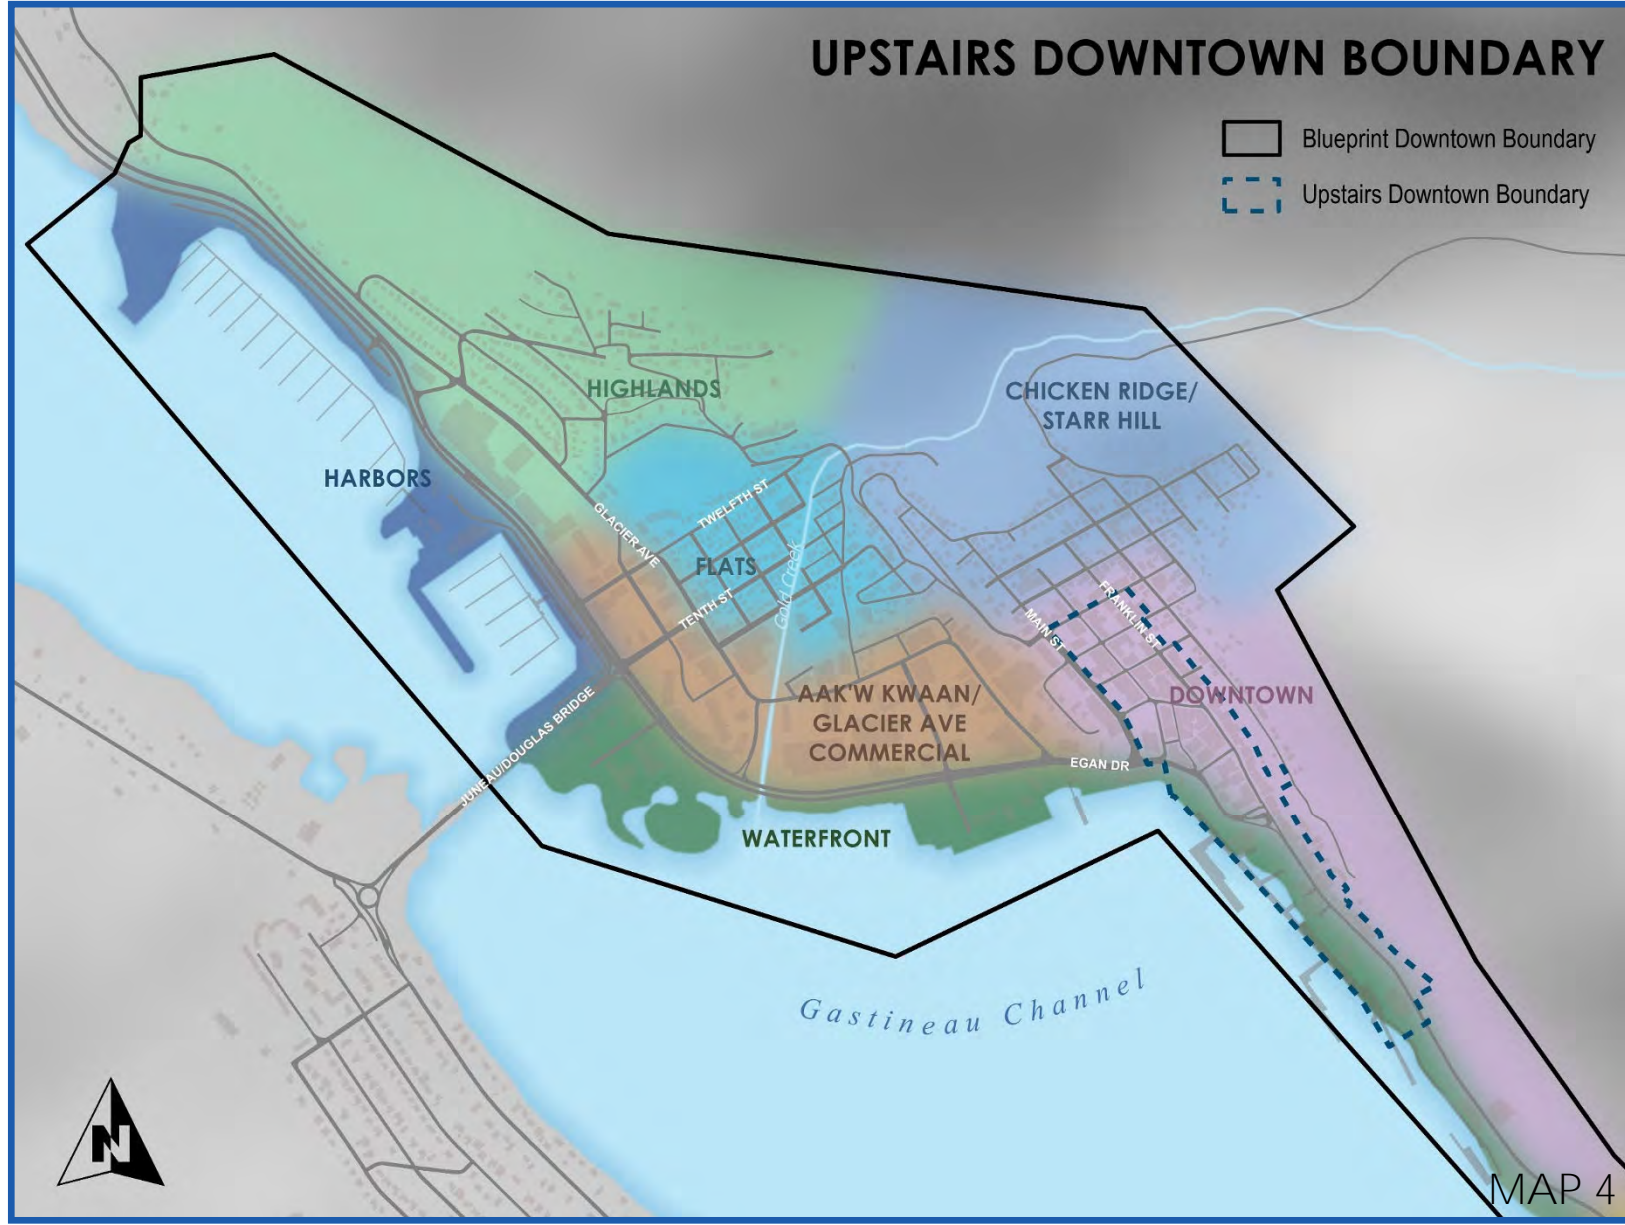 UPSTAIRS DOWNTOWN BOUNDARY
Blueprint Downtown Boundary
Upstairs Downtown Boundary
HIGHLANDS
CHICKEN RIDGE/
STARR HILL
HARBORS
TWELFTH ST
GLACIER AVE
FLATS
Gold Creek
TENTH ST
FRANKLIN ST
MAIN ST
DOWNTOWN
AAK'W KWAAN/
GLACIER AVE
COMMERCIAL
JUNEAU/DOUGLAS BRIDGE
EGAN DR
WATERFRONT
Gastineau Channel
N
MAP 4